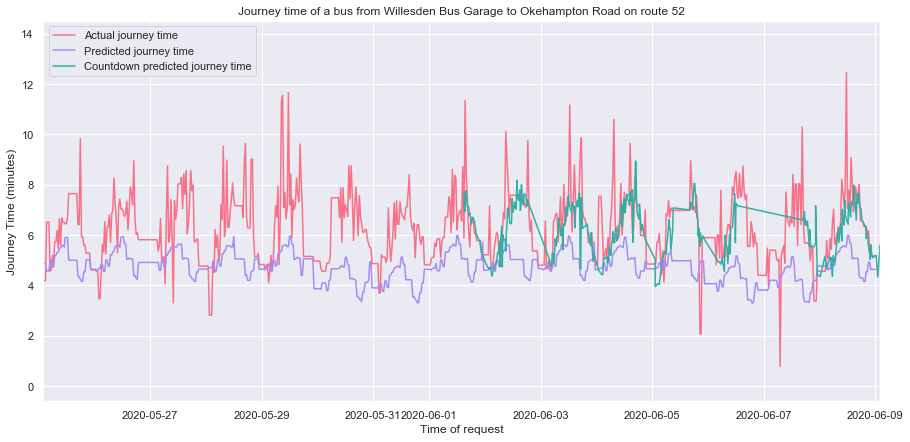 Journey time of a bus from Willesden Bus Garage to Okehampton Road on route 52
Actual journey time
Predicted journey time
Countdown predicted journey time
14
12
10
8
6
4
2
0
Journey Time (minutes)
2020-05-27
2020-05-29
2020-05-31
2020-06-01
2020-06-03
2020-06-05
2020-06-07
2020-06-09
Time of request